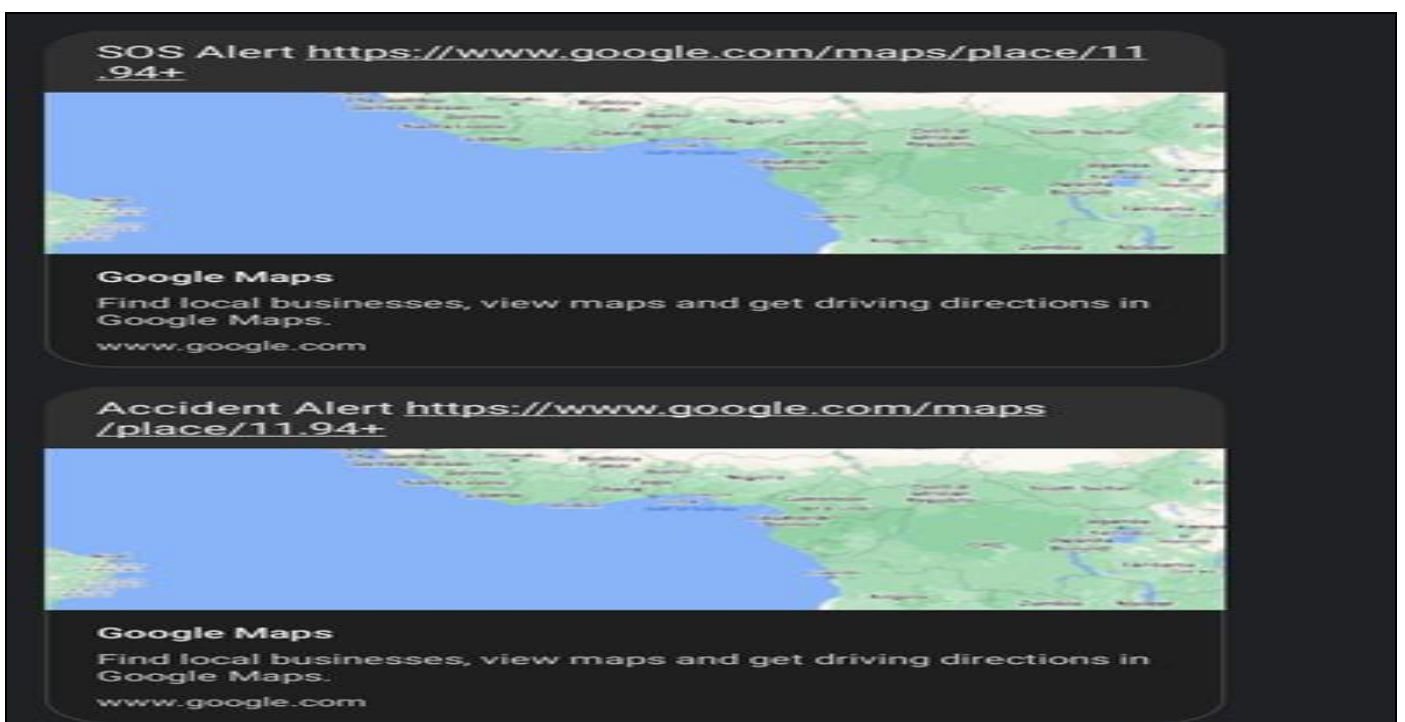 SOS Alert https://www.google.com/maps/place/11
.94+
Google Maps
Find local businesses, view maps and get driving directions in
Google Maps.
www.google.com
Accident Alert https://www.google.com/maps
/place/11.94+
Google Maps
Find local businesses, view maps and get driving directions in
Google Maps.
www.google.com